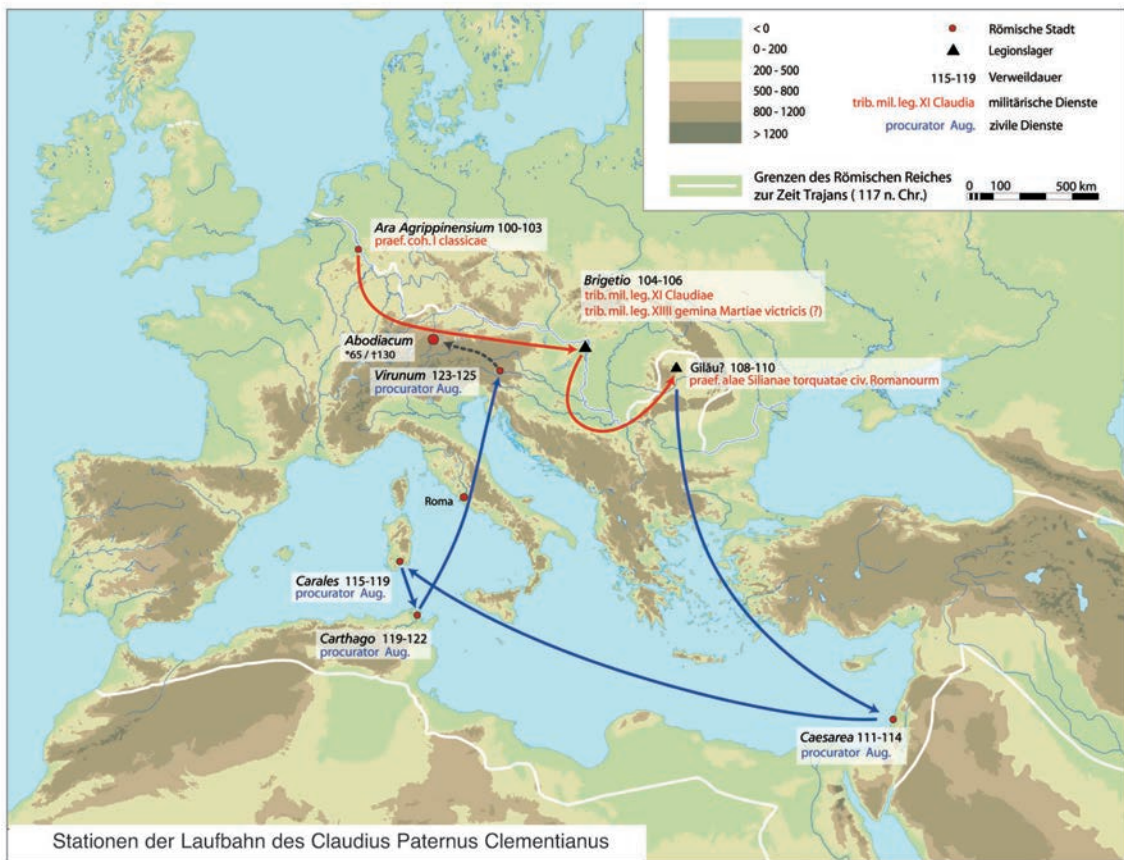 < 0
0 - 200
200 - 500
500 - 800
800 - 1200
> 1200
Römische Stadt
Legionslager
115-119 Verweildauer
trib. mil. leg. XI Claudia militärische Dienste
procurator Aug. zivile Dienste
Grenzen des Römischen Reiches
zur Zeit Trajans ( 117 n. Chr.)
0 100 500 km
Ara Agrippinensium 100-103
praef. coh. I classicae
Brigetio 104-106
trib. mil. leg. XI Claudiae
trib. mil. leg. XIIII gemina Martiae victricis (?)
Abodiacum
*65 / †130
Virunum 123-125
procurator Aug.
Gilău? 108-110
praef. alae Silianae torquatae civ. Romanourm
Roma
Carales 115-119
procurator Aug.
Carthago 119-122
procurator Aug.
Caesarea 111-114
procurator Aug.
Stationen der Laufbahn des Claudius Paternus Clementianus